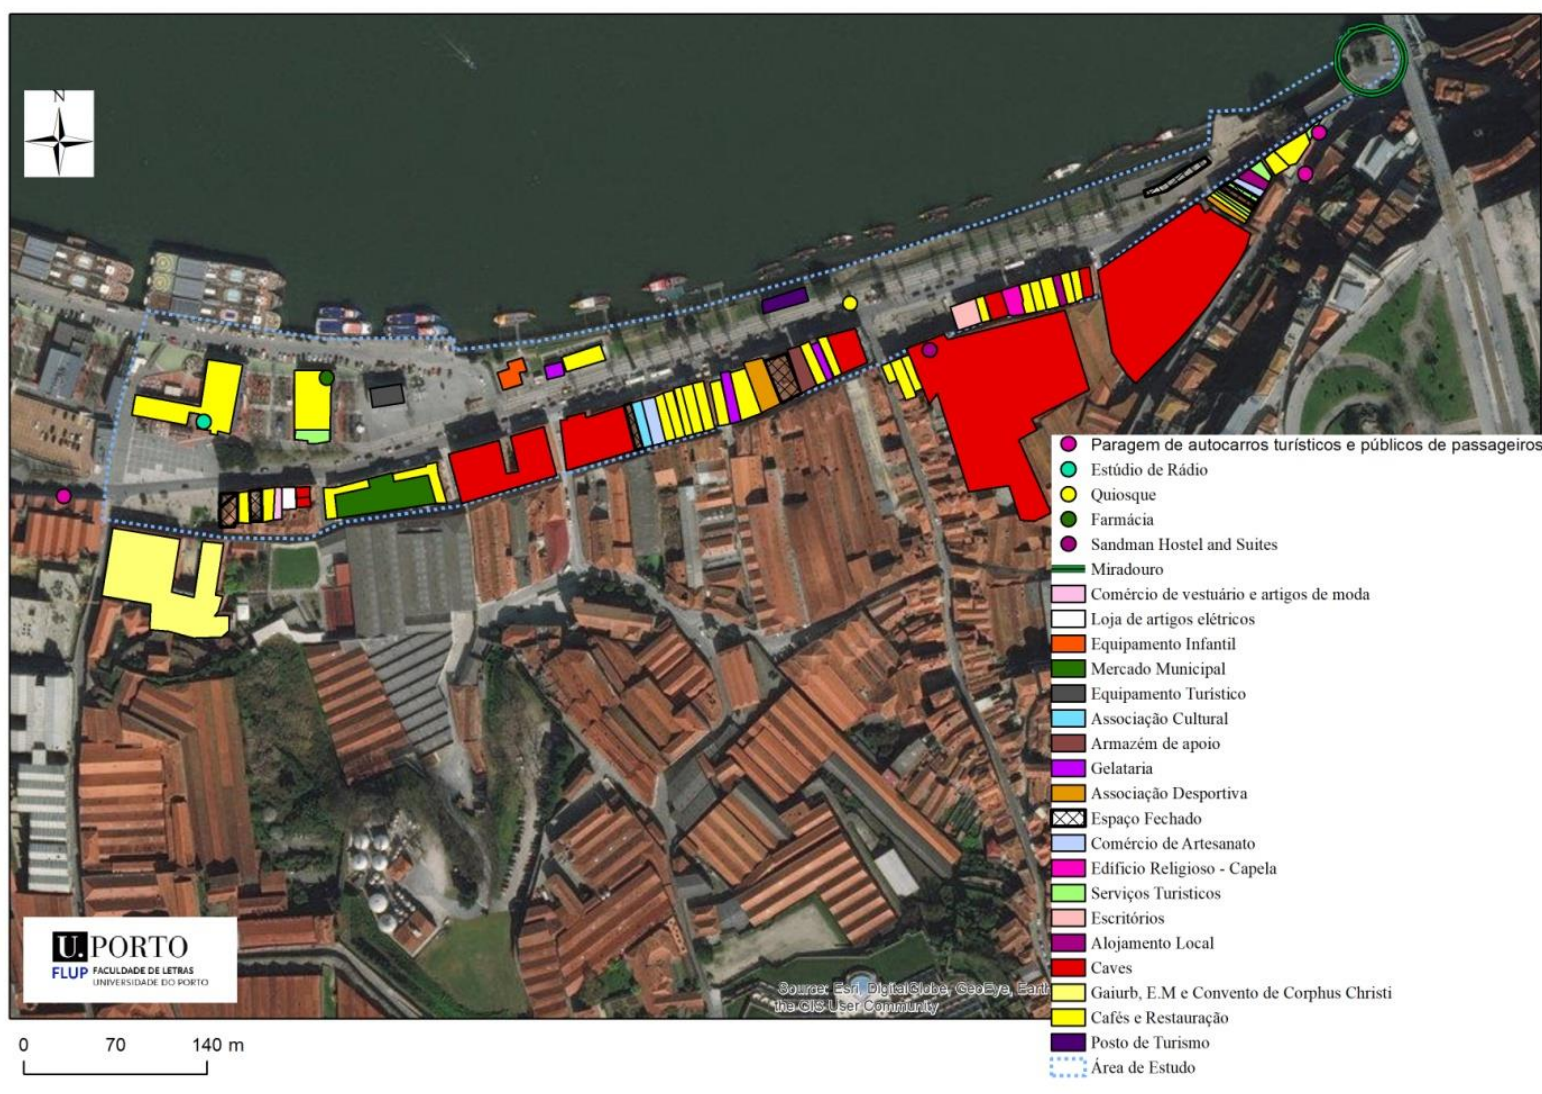 N
Paragem de autocarros turísticos e públicos de passageiros
Estúdio de Rádio
Quiosque
Farmácia
Sandman Hostel and Suites
Miradouro
Comércio de vestuário e artigos de moda
Loja de artigos elétricos
Equipamento Infantil
Mercado Municipal
Equipamento Turístico
Associação Cultural
Armazém de apoio
Gelataria
Associação Desportiva
Espaço Fechado
Comércio de Artesanato
Edíficio Religioso - Capela
Serviços Turisticos
Escritórios
Alojamento Local
Caves
Gaiurb, E.M e Convento de Corphus Christi
Cafés e Restauração
Posto de Turismo
Área de Estudo
U. PORTO
FLUP FACULDADE DE LETRAS
UNIVERSIDADE DO PORTO
Source: Esri, DigitalGlobe, GeoEye, Earth
the GIS User Community
0 70 140 m